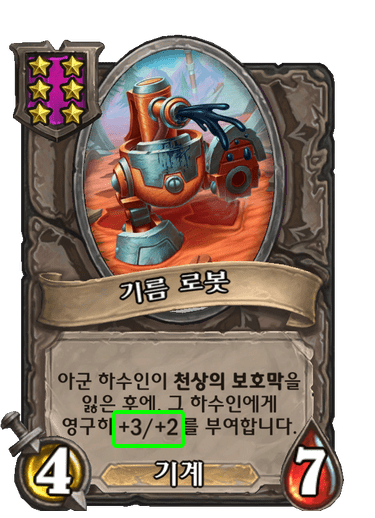 기름 로봇
아군 하수인이 천상의 보호막을
잃은 후에, 그 하수인에게
영구히 +3/+2를 부여합니다.
4
기계
7